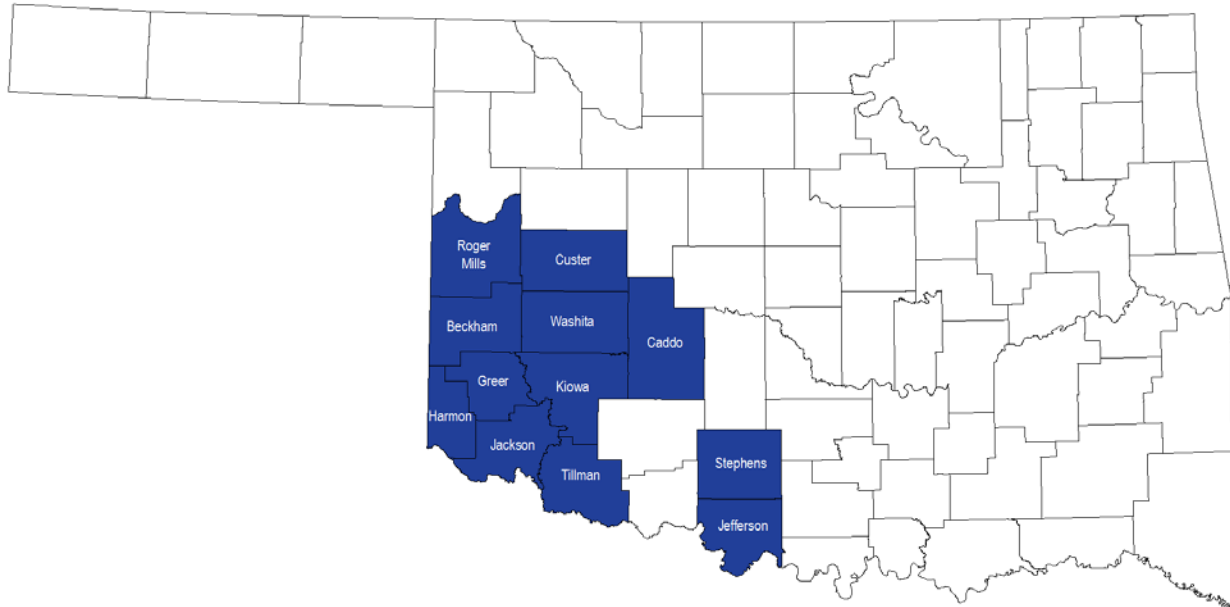 Roger
Mills
Custer
Beckham
Washita
Caddo
Greer
Kiowa
Harmon
Jackson
Tillman
Stephens
Jefferson